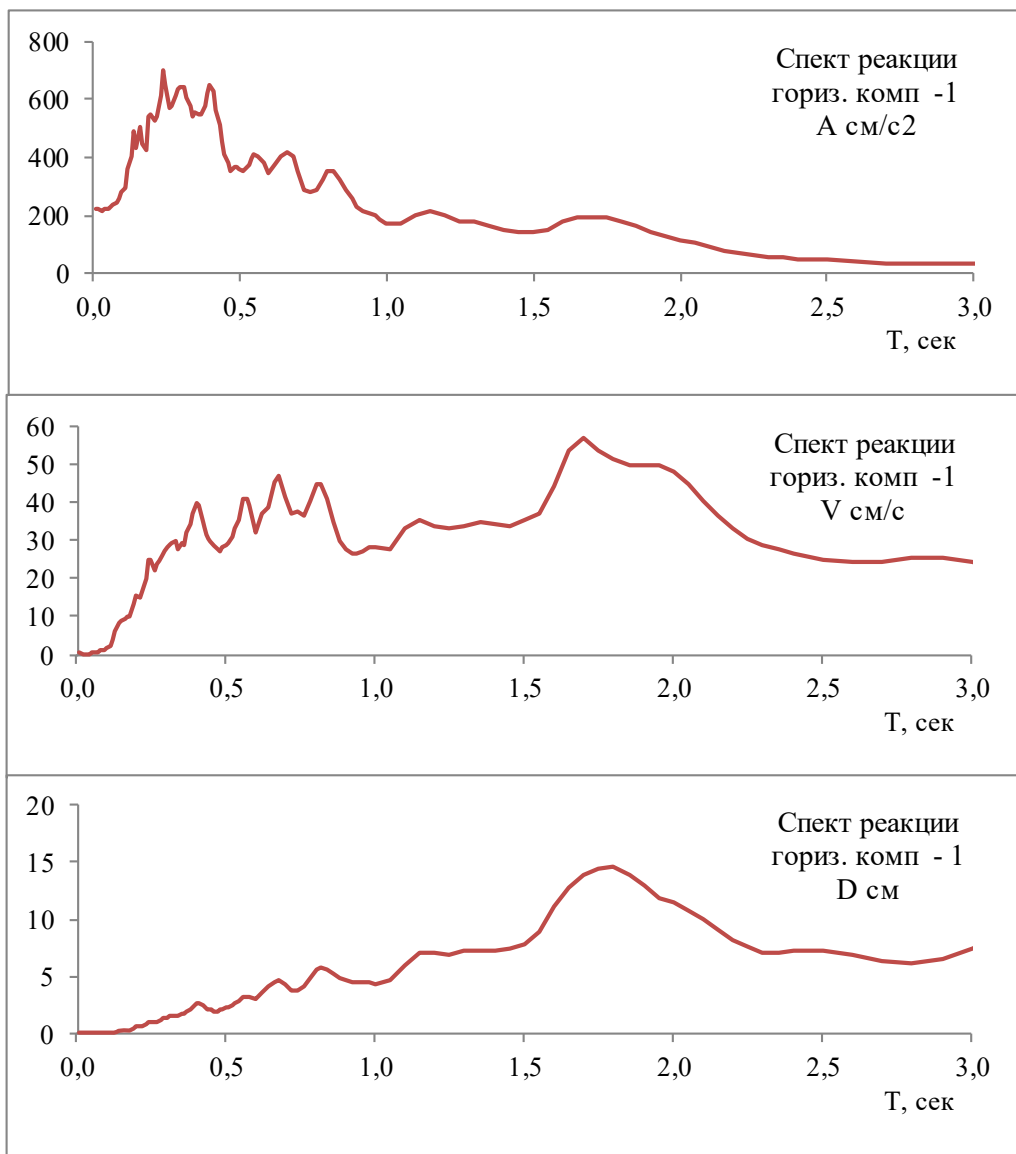 800
600
400
200
0
0,0 0,5 1,0 1,5 2,0 2,5 3,0
Т, сек
Спект реакции
гориз. комп -1
А см/с2
60
50
40
30
20
10
0
0,0 0,5 1,0 1,5 2,0 2,5 3,0
Т, сек
Спект реакции
гориз. комп -1
V см/с
20
15
10
5
0
0,0 0,5 1,0 1,5 2,0 2,5 3,0
Т, сек
Спект реакции
гориз. комп - 1
D см